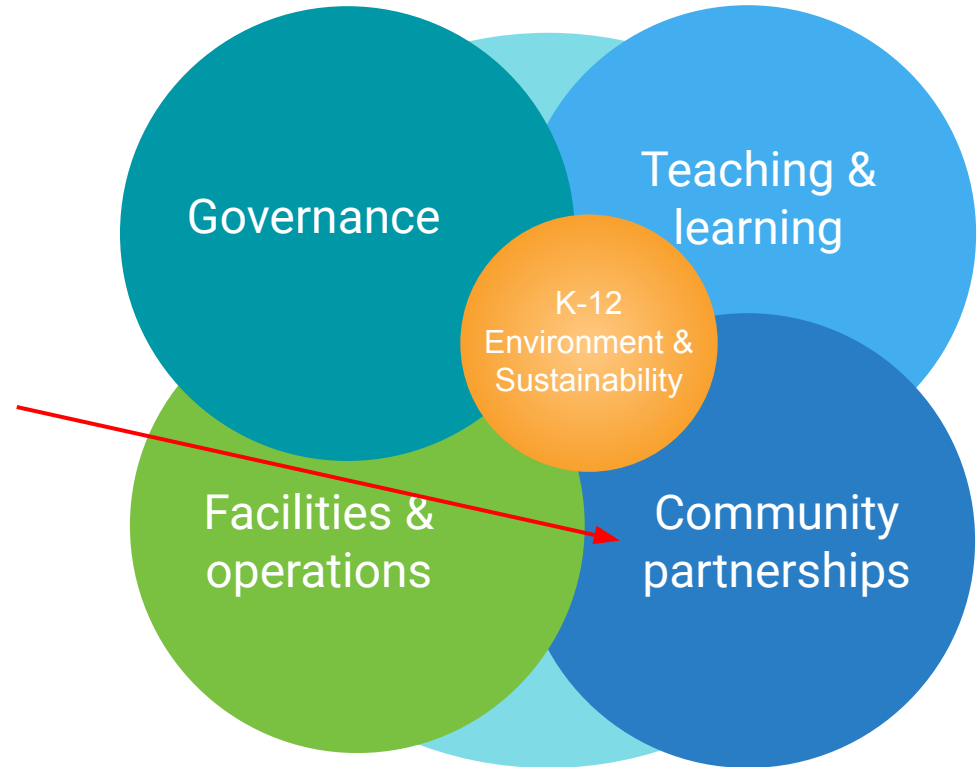 Governance
Teaching &
learning
K-12
Environment &
Sustainability
Facilities &
operations
Community
partnerships